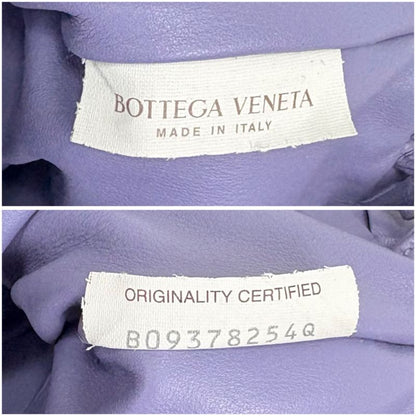 BOTTEGA VENETA
MADE IN ITALY
ORIGINALITY CERTIFIED
B09378254Q